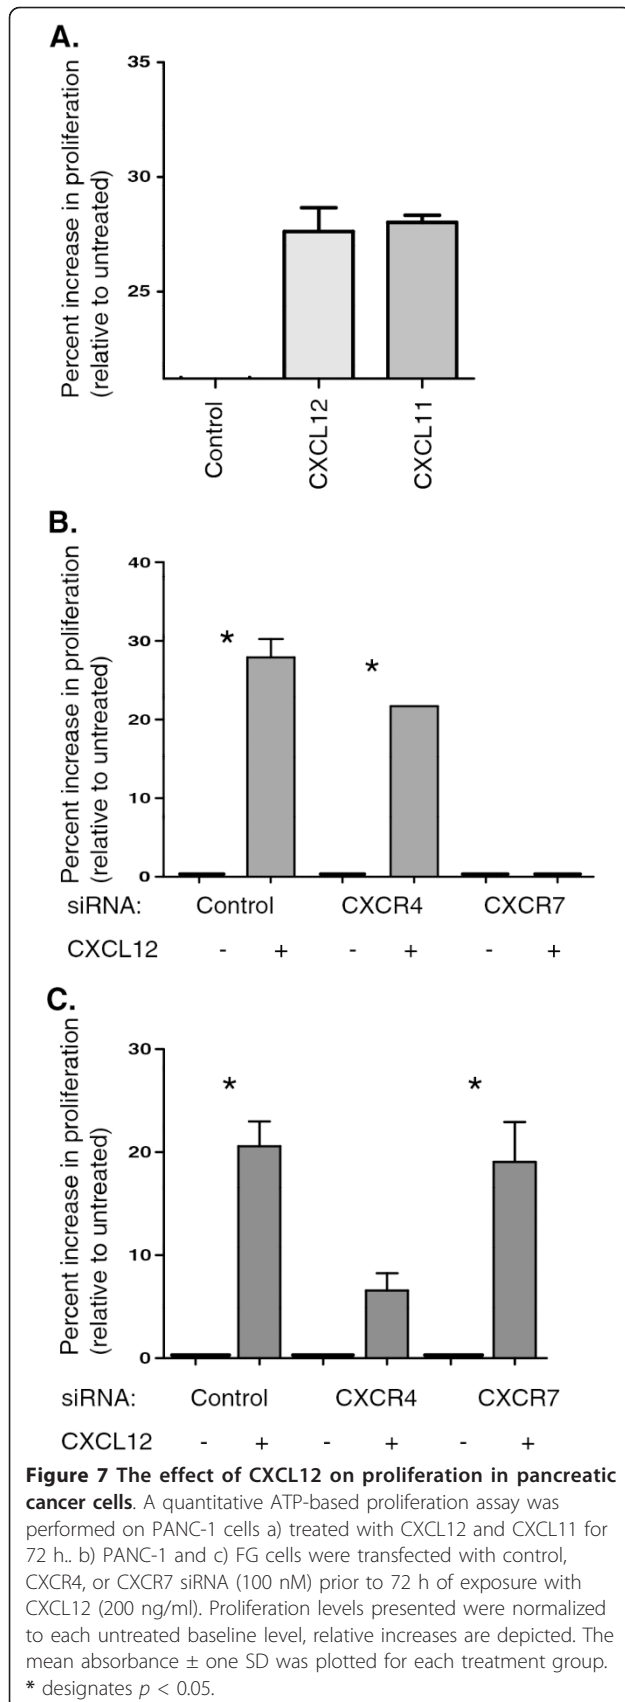 A.
Percent increase in proliferation
(relative to untreated)
35
30
25
Control
CXCL12
CXCL11
B.
Percent increase in proliferation
(relative to untreated)
40
30
20
10
0
*
*
siRNA: Control CXCR4 CXCR7
CXCL12 - + - + - +
C.
Percent increase in proliferation
(relative to untreated)
30
20
10
0
*
*
siRNA: Control CXCR4 CXCR7
CXCL12 - + - + - +
Figure 7 The effect of CXCL12 on proliferation in pancreatic
cancer cells. A quantitative ATP-based proliferation assay was
performed on PANC-1 cells a) treated with CXCL12 and CXCL11 for
72 h.. b) PANC-1 and c) FG cells were transfected with control,
CXCR4, or CXCR7 siRNA (100 nM) prior to 72 h of exposure with
CXCL12 (200 ng/ml). Proliferation levels presented were normalized
to each untreated baseline level, relative increases are depicted. The
mean absorbance ± one SD was plotted for each treatment group.
* designates p < 0.05.